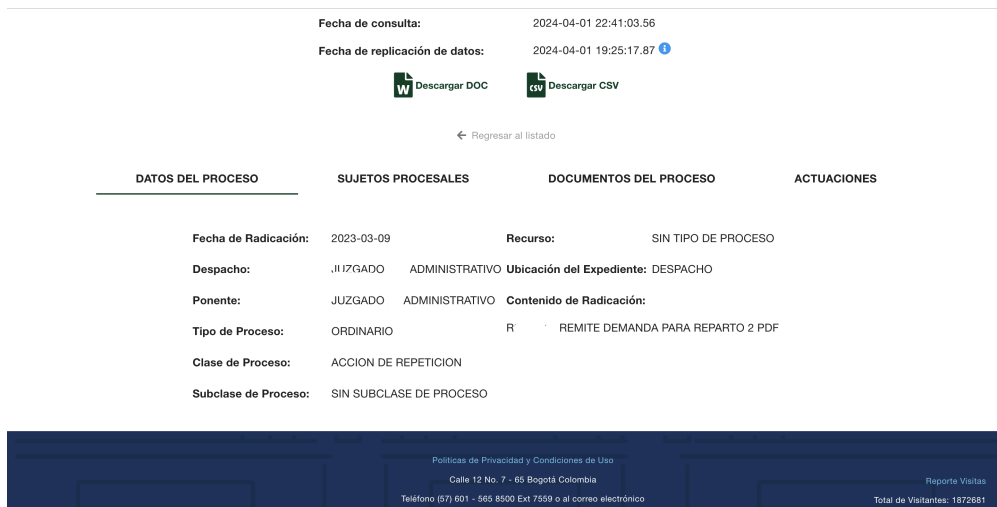 Fecha de consulta: 2024-04-01 22:41:03.56
Fecha de replicación de datos: 2024-04-01 19:25:17.87
Descargar DOC CSV Descargar CSV
Regresar al listado
DATOS DEL PROCESO SUJETOS PROCESALES DOCUMENTOS DEL PROCESO ACTUACIONES
Fecha de Radicación: 2023-03-09 Recurso: SIN TIPO DE PROCESO
Despacho: JUZGADO ADMINISTRATIVO Ubicación del Expediente: DESPACHO
Ponente: JUZGADO ADMINISTRATIVO Contenido de Radicación:
Tipo de Proceso: ORDINARIO REMITE DEMANDA PARA REPARTO 2 PDF
Clase de Proceso: ACCION DE REPETICION
Subclase de Proceso: SIN SUBCLASE DE PROCESO
Políticas de Privacidad y Condiciones de Uso
Calle 12 No. 7 - 65 Bogotá Colombia
Reporte Visitas
Teléfono (57) 601 - 565 8500 Ext 7559 o al correo electrónico
Total de Visitantes: 1872681